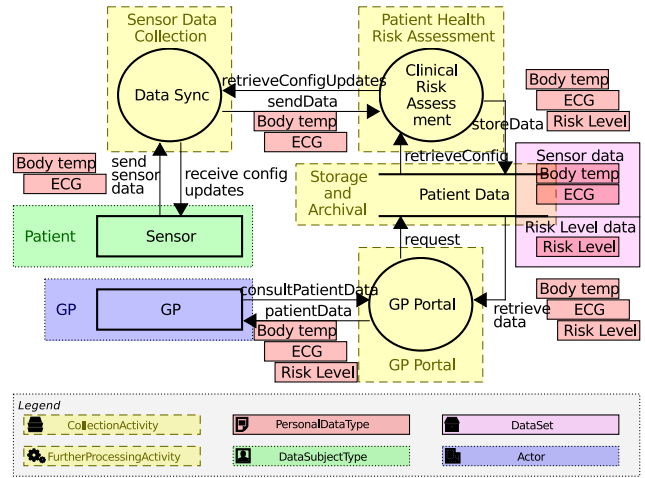 Sensor Data
Collection
Patient Health
Risk Assessment
Data Sync
retrieveConfigUpdates
sendData
Body temp
ECG
Clinical
Risk
Assess
ment
Body temp
ECG
Risk Level
storeData
Body temp
ECG
send
sensor
data
receive config
updates
retrieveConfig
Storage
and
Archival
Patient Data
Sensor data
Body temp
ECG
Risk Level data
Risk Level
Patient
Sensor
request
GP
GP
consultPatientData
patientData
Body temp
ECG
Risk Level
GP Portal
GP Portal
retrieve
data
Body temp
ECG
Risk Level
Legend
CollectionActivity
PersonalDataType
DataSet
FurtherProcessingActivity
DataSubjectType
Actor